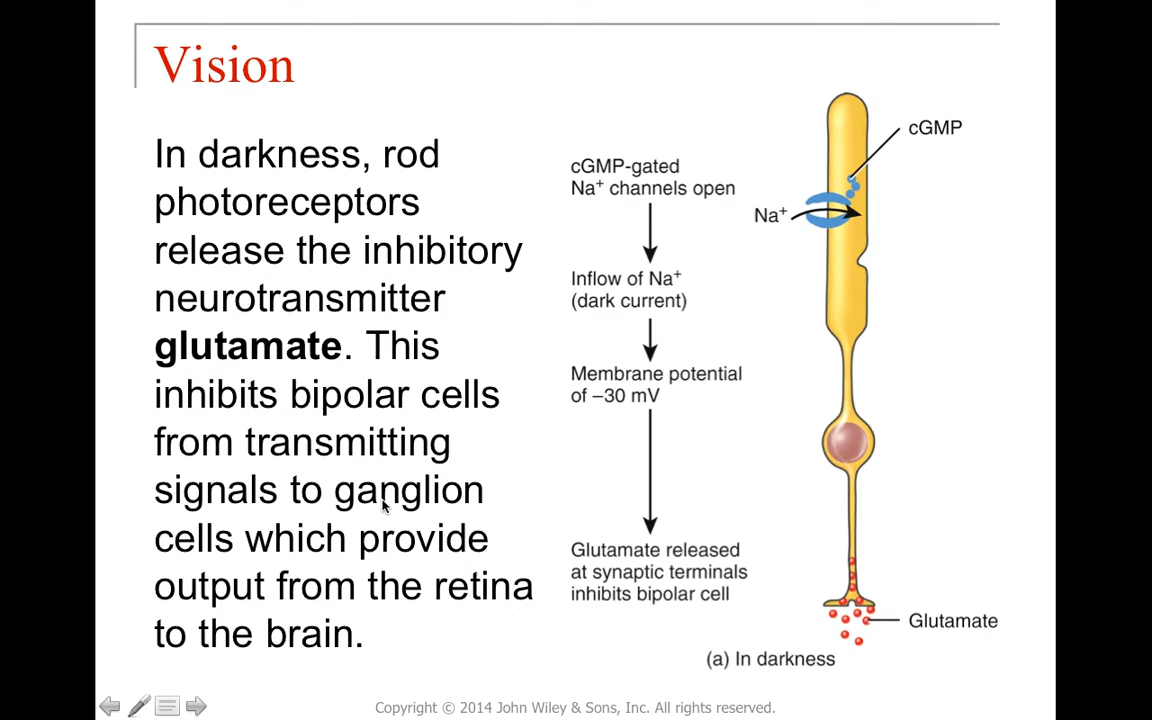 Vision
In darkness, rod
photoreceptors
release the inhibitory
neurotransmitter
glutamate. This
inhibits bipolar cells
from transmitting
signals to ganglion
cells which provide
output from the retina
to the brain.
cGMP-gated
Na⁺ channels open
Inflow of Na⁺
(dark current)
Membrane potential
of –30 mV
Glutamate released
at synaptic terminals
inhibits bipolar cell
cGMP
Na⁺
Glutamate
(a) In darkness
Copyright © 2014 John Wiley & Sons, Inc. All rights reserved.